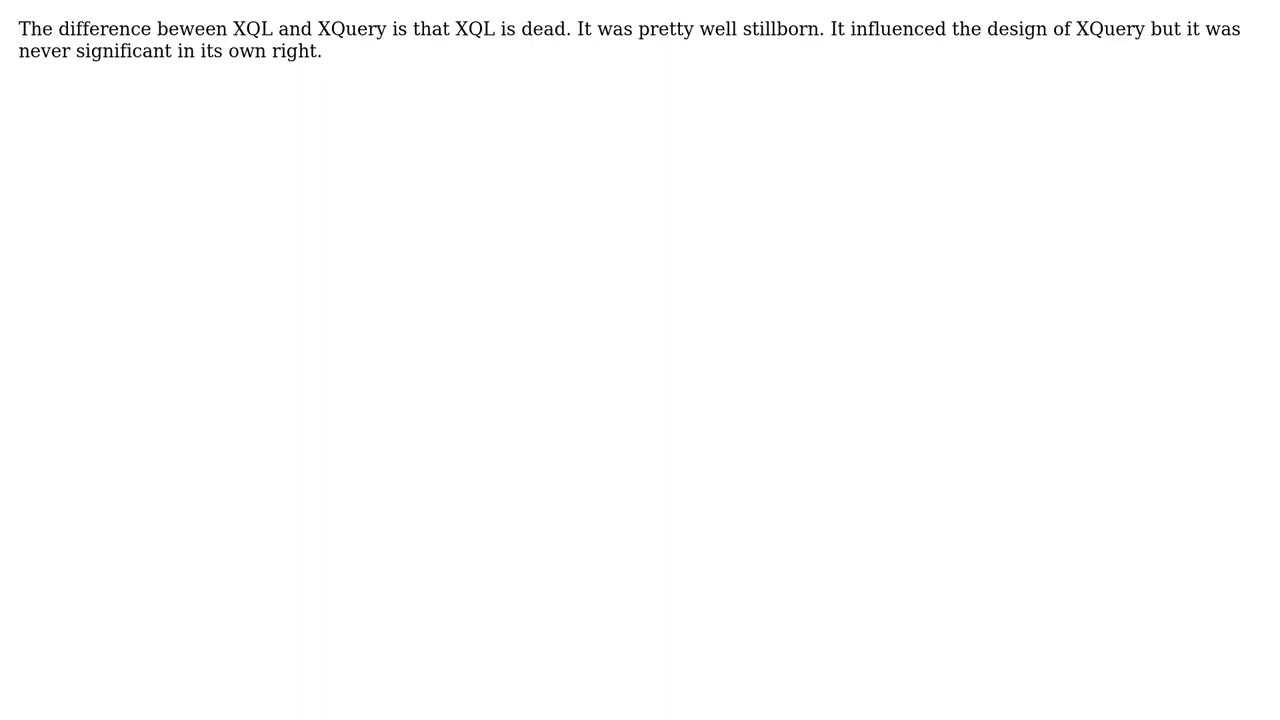 The difference beween XQL and XQuery is that XQL is dead. It was pretty well stillborn. It influenced the design of XQuery but it was
never significant in its own right.